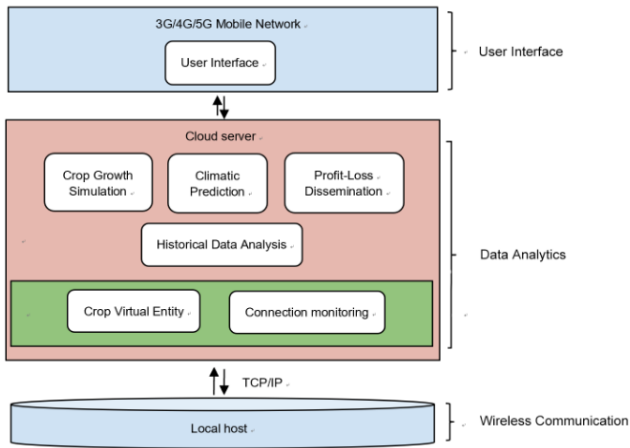 3G/4G/5G Mobile Network
User Interface
User Interface
Cloud server
Crop Growth
Simulation
Climatic
Prediction
Profit-Loss
Dissemination
Historical Data Analysis
Data Analytics
Crop Virtual Entity
Connection monitoring
TCP/IP
Local host
Wireless Communication